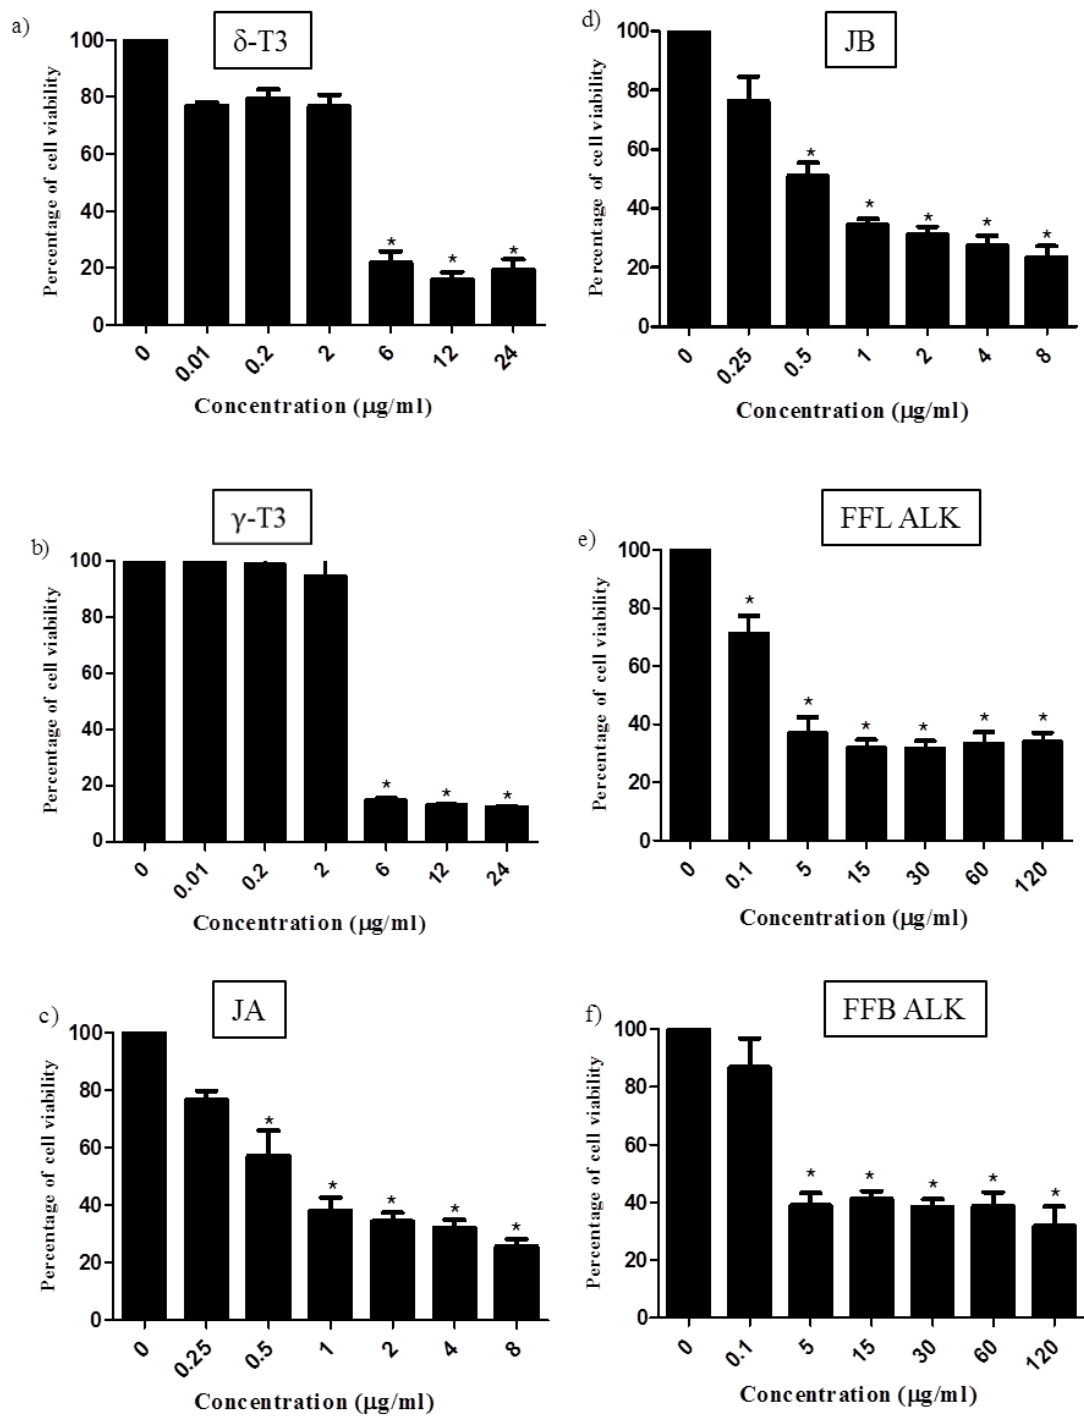 a)
δ-T3
Percentage of cell viability
100
80
60
40
20
0
* * *
0 0.01 0.2 2 6 12 24
Concentration (μg/ml)
d)
JB
Percentage of cell viability
100
80
60
40
20
0
* * * * *
0 0.25 0.5 1 2 4 8
Concentration (μg/ml)
b)
γ-T3
Percentage of cell viability
100
80
60
40
20
0
* * *
0 0.01 0.2 2 6 12 24
Concentration (μg/ml)
e)
FFL ALK
Percentage of cell viability
100
80
60
40
20
0
* * * * * *
0 0.1 5 15 30 60 120
Concentration (μg/ml)
c)
JA
Percentage of cell viability
100
80
60
40
20
0
* * * * *
0 0.25 0.5 1 2 4 8
Concentration (μg/ml)
f)
FFB ALK
Percentage of cell viability
100
80
60
40
20
0
* * * * *
0 0.1 5 15 30 60 120
Concentration (μg/ml)